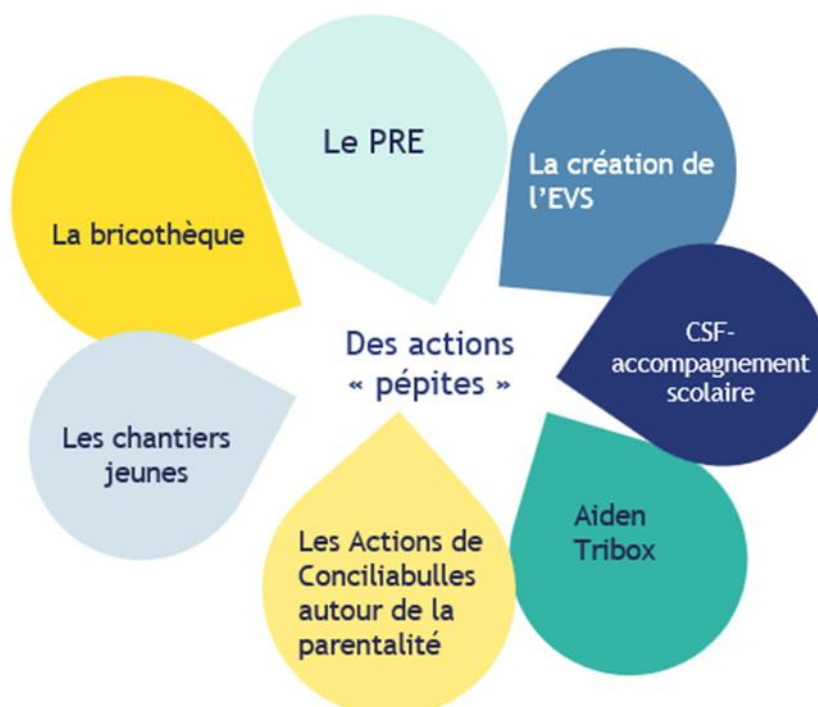 Le PRE
La création de
l'EVS
La bricothèque
CSF-
accompagnement
scolaire
Des actions
« pépites »
Les chantiers
jeunes
Aiden
Tribox
Les Actions de
Conciliabulles
autour de la
parentalité